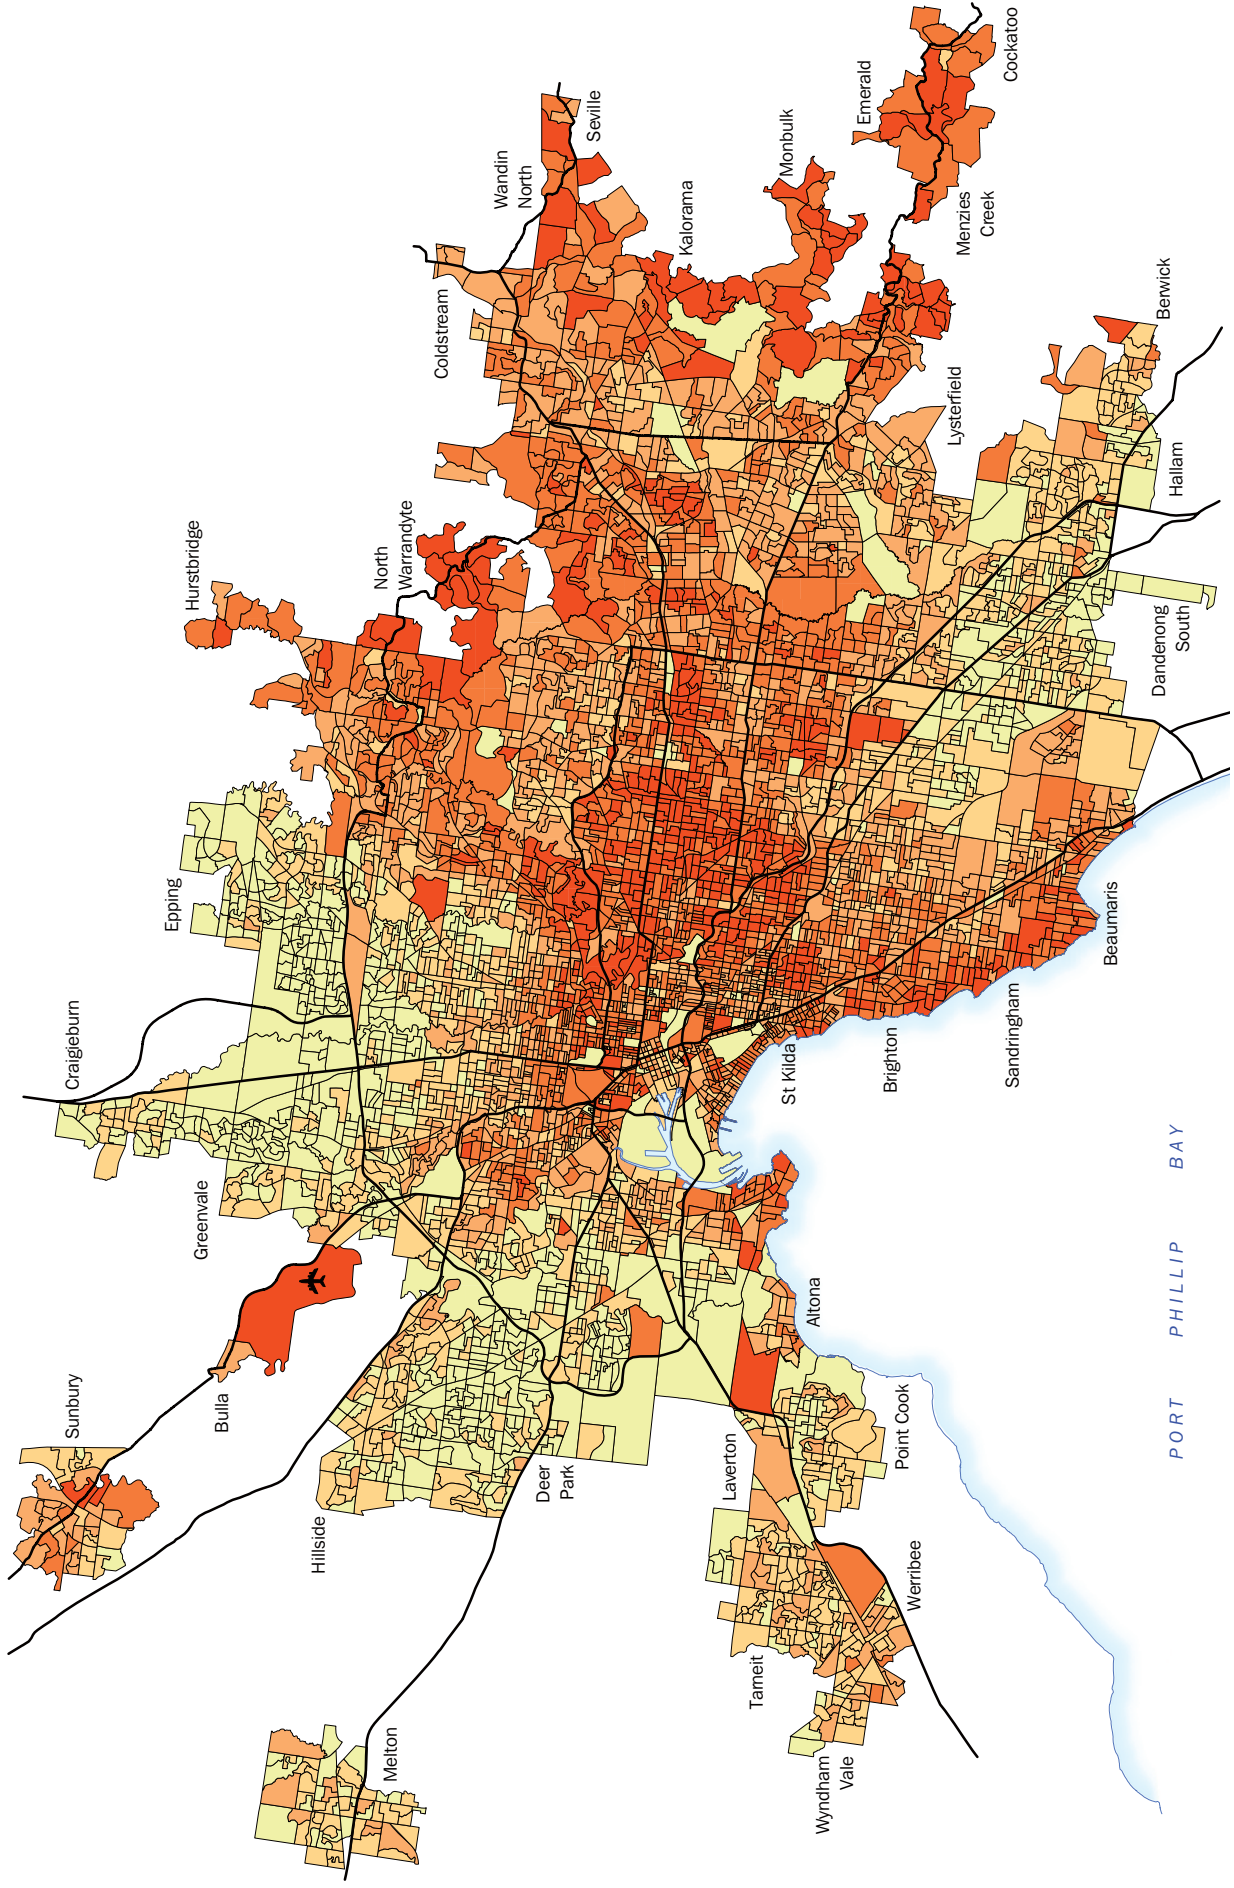 Sunbury
Bulla
Craigieburn
Greenvale
Epping
Hurstbridge
North
Warrandyte
Coldstream
Wandin
North
Seville
Kalorama
Monbulk
Emerald
Cockatoo
Menzies
Creek
Lysterfield
Berwick
Hallam
Dandenong
South
Beaumaris
Sandringham
Brighton
St Kilda
Altona
Point Cook
Laverton
Werribee
Tarneit
Wyndham
Vale
Deer
Park
Hillside
Melton
PORT PHILLIP BAY